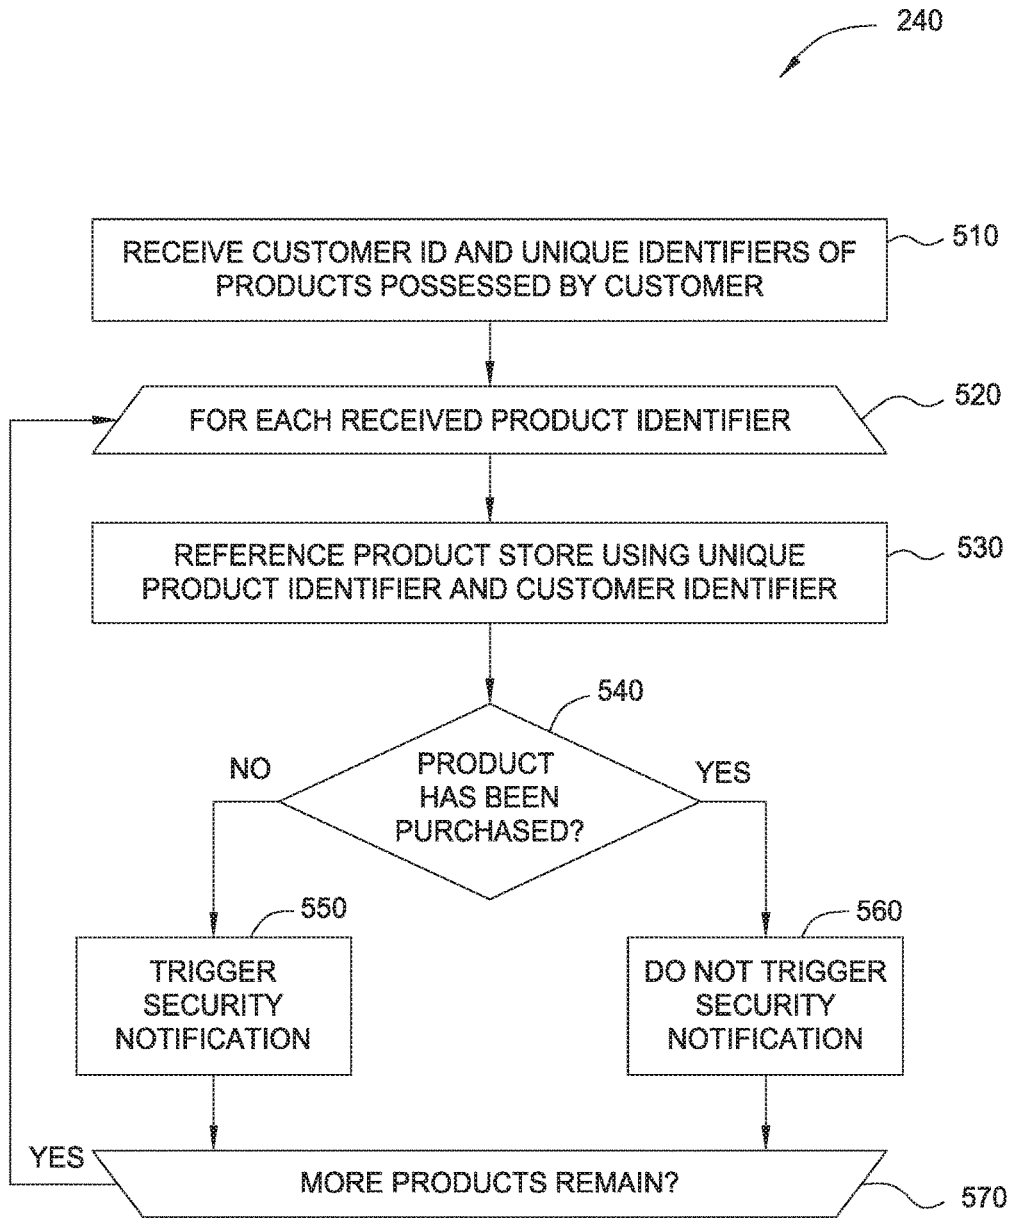 240
RECEIVE CUSTOMER ID AND UNIQUE IDENTIFIERS OF
PRODUCTS POSSESSED BY CUSTOMER
510
FOR EACH RECEIVED PRODUCT IDENTIFIER
520
REFERENCE PRODUCT STORE USING UNIQUE
PRODUCT IDENTIFIER AND CUSTOMER IDENTIFIER
530
540
NO
PRODUCT
HAS BEEN
PURCHASED?
YES
550
TRIGGER
SECURITY
NOTIFICATION
560
DO NOT TRIGGER
SECURITY
NOTIFICATION
YES
MORE PRODUCTS REMAIN?
570